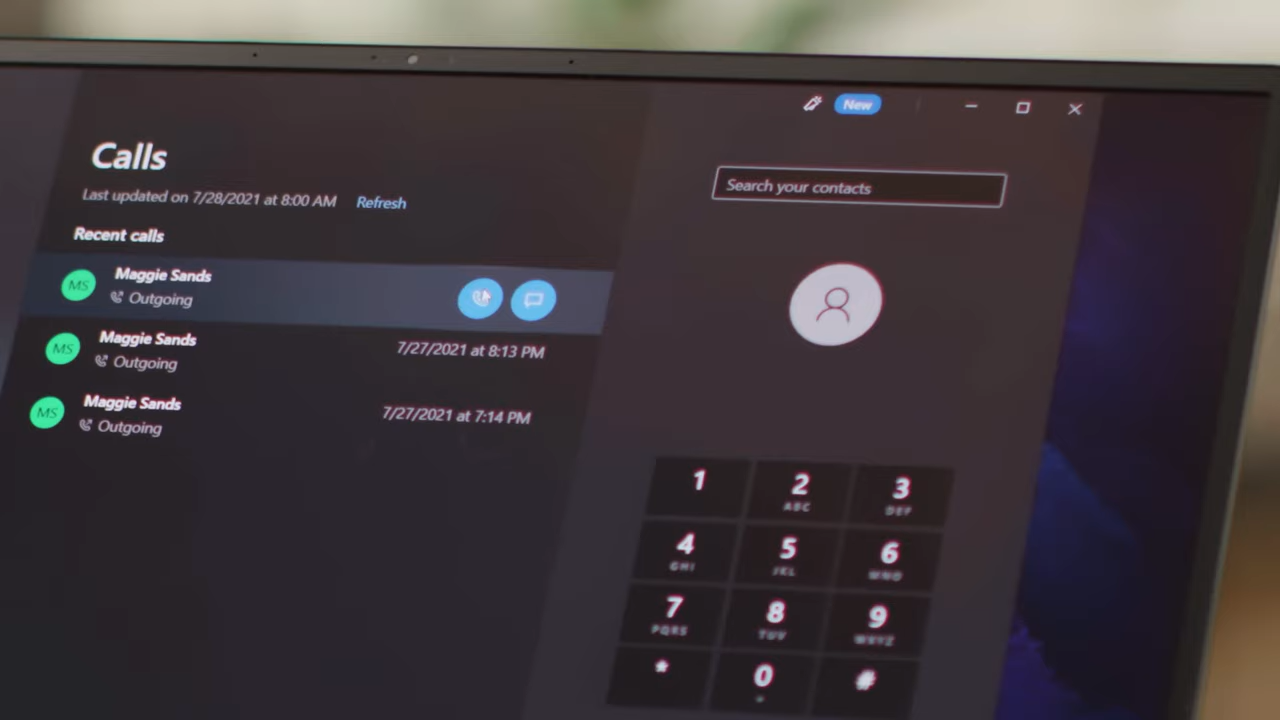 New
Calls
Search your contacts
Last updated on 7/28/2021 at 8:00 AM Refresh
Recent calls
MS
Maggie Sands
Outgoing
MS
Maggie Sands
Outgoing
7/27/2021 at 8:13 PM
MS
Maggie Sands
Outgoing
7/27/2021 at 7:14 PM
1
2
3
ABC
DEF
4
5
6
GHI
JKL
MNO
7
8
9
PQRS
TUV
WXYZ
*
0
#
+